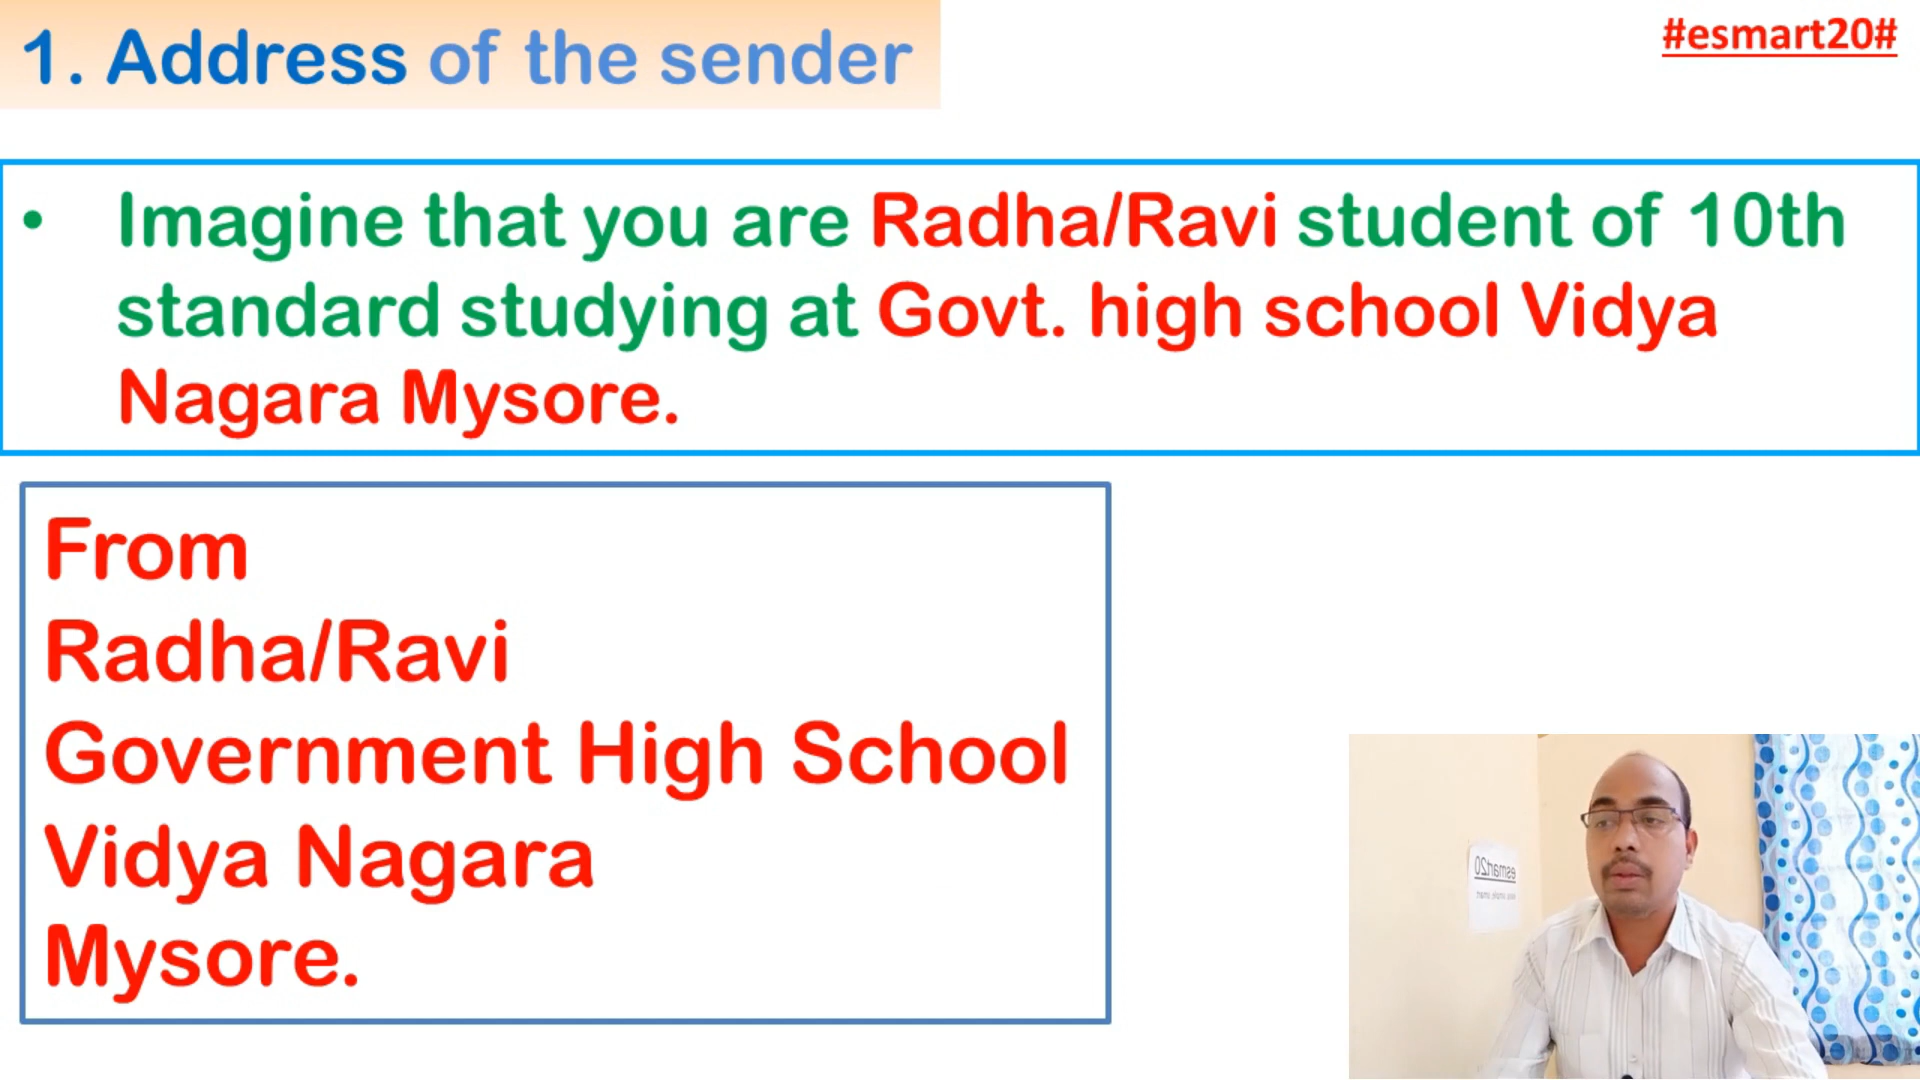 1. Address of the sender
#esmart20#
• Imagine that you are Radha/Ravi student of 10th
standard studying at Govt. high school Vidya
Nagara Mysore.
From
Radha/Ravi
Government High School
Vidya Nagara
Mysore.
esmart20